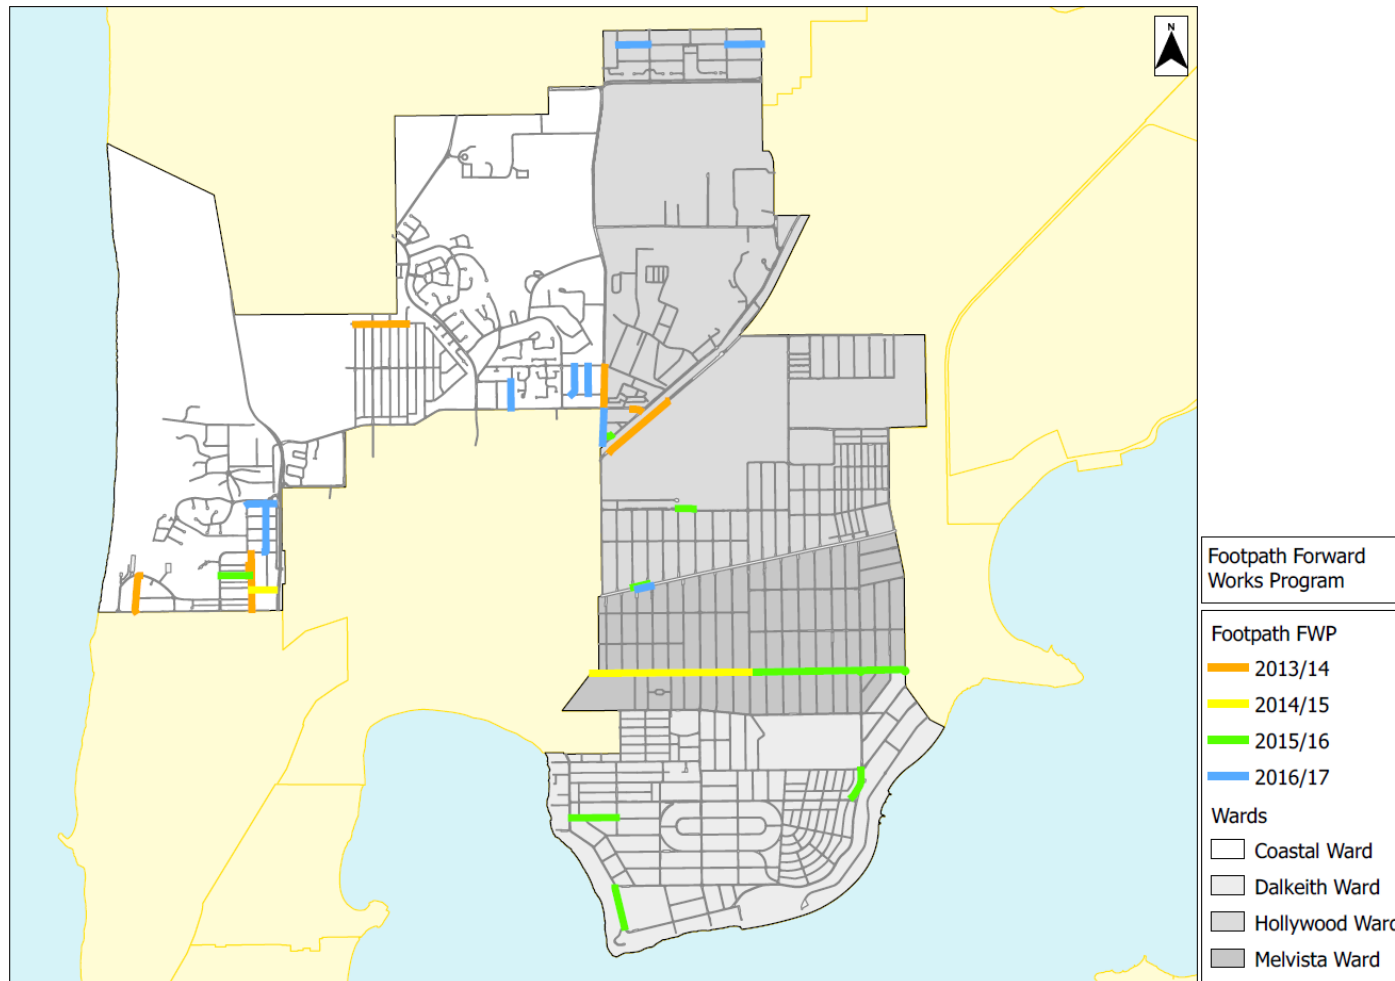 N
Footpath Forward
Works Program
Footpath FWP
2013/14
2014/15
2015/16
2016/17
Wards
Coastal Ward
Dalkeith Ward
Hollywood Ward
Melvista Ward